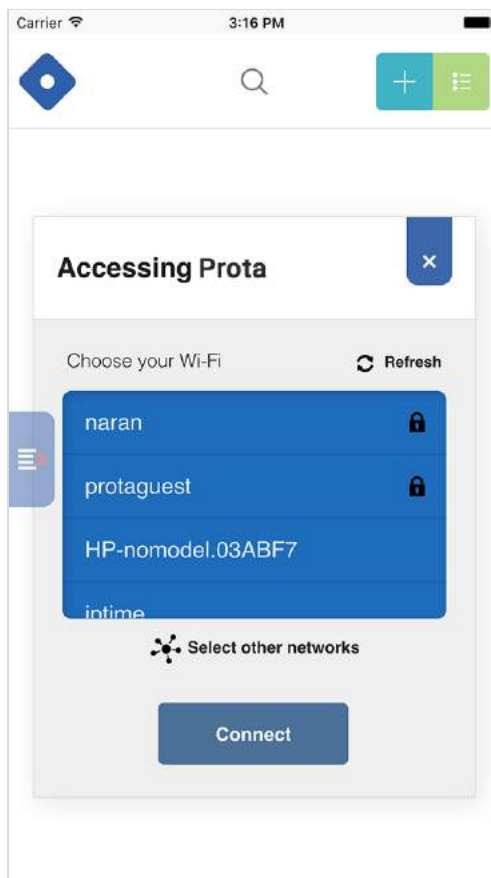 Carrier 3:16 PM
Accessing Prota
Choose your Wi-Fi Refresh
naran
protaguest
HP-nomodel.03ABF7
iptime
Select other networks
Connect